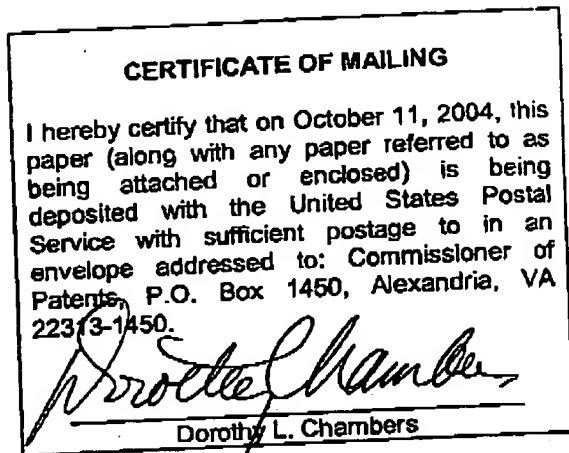 CERTIFICATE OF MAILING
I hereby certify that on October 11, 2004, this
paper (along with any paper referred to as
being attached or enclosed) is being
deposited with the United States Postal
Service with sufficient postage to in an
envelope addressed to: Commissioner of
Patents, P.O. Box 1450, Alexandria, VA
22313-1450.
Dorothy Chambers
Dorothy L. Chambers